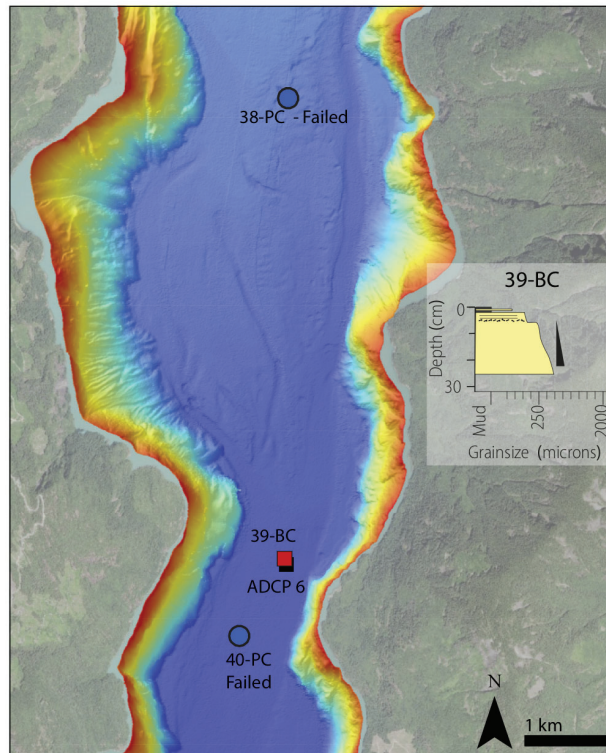 38-PC - Failed
39-BC
Depth (cm)
0
30
Mud
250
2000
Grainsize (microns)
39-BC
ADCP 6
40-PC
Failed
N
1 km